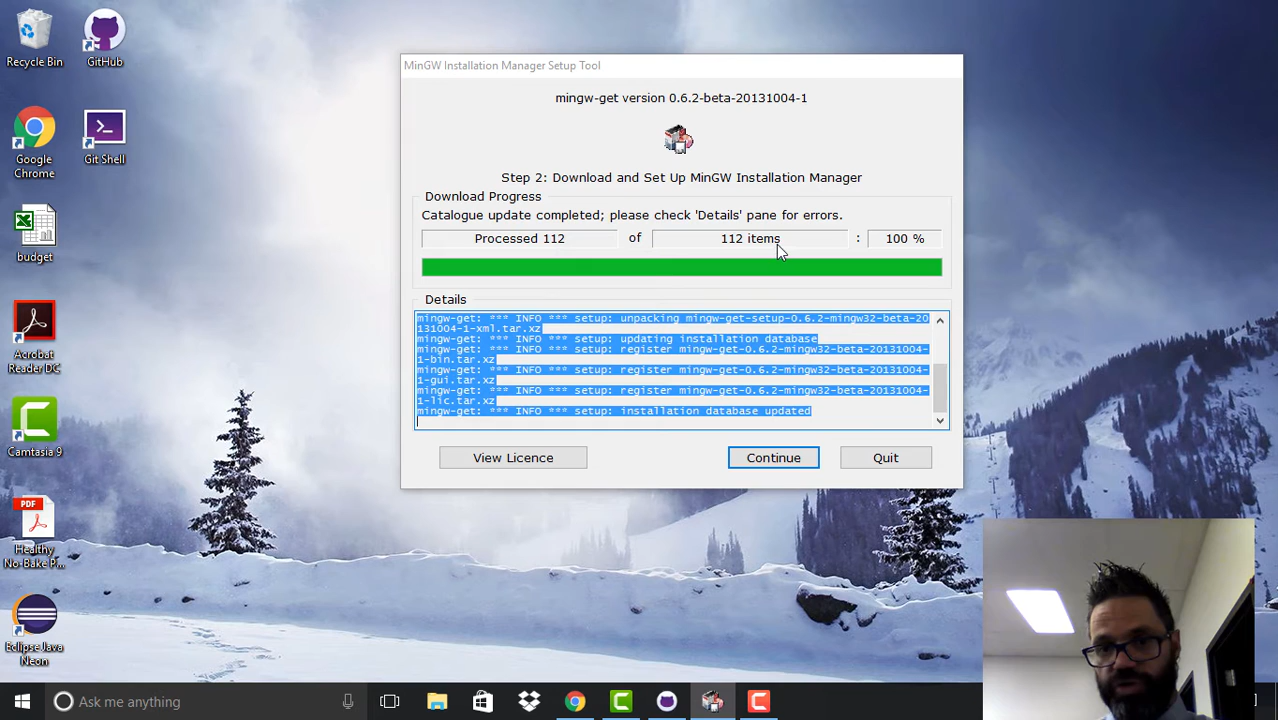 Recycle Bin
GitHub
Google
Chrome
Git Shell
budget
Acrobat
Reader DC
Camtasia 9
PDF
Healthy
No-Bake P...
Eclipse Java
Neon
MinGW Installation Manager Setup Tool
mingw-get version 0.6.2-beta-20131004-1
Step 2: Download and Set Up MinGW Installation Manager
Download Progress
Catalogue update completed; please check 'Details' pane for errors.
Processed 112 of 112 items : 100 %
Details
mingw-get: *** INFO *** setup: unpacking mingw-get-setup-0.6.2-mingw32-beta-20
131004-1-xml.tar.xz
mingw-get: *** INFO *** setup: updating installation database
mingw-get: *** INFO *** setup: register mingw-get-0.6.2-mingw32-beta-20131004-
1-bin.tar.xz
mingw-get: *** INFO *** setup: register mingw-get-0.6.2-mingw32-beta-20131004-
1-gui.tar.xz
mingw-get: *** INFO *** setup: register mingw-get-0.6.2-mingw32-beta-20131004-
1-lic.tar.xz
mingw-get: *** INFO *** setup: installation database updated
View Licence
Continue
Quit
Ask me anything